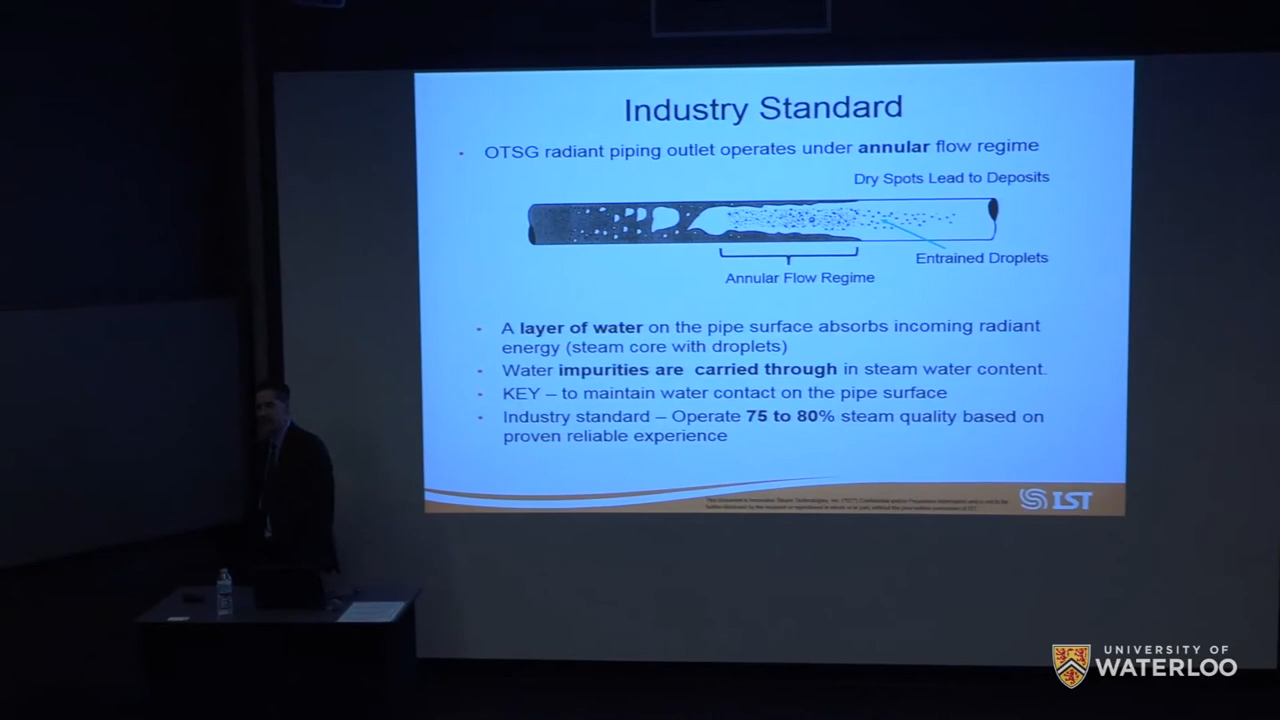 Industry Standard
• OTSG radiant piping outlet operates under annular flow regime
Dry Spots Lead to Deposits
Entrained Droplets
Annular Flow Regime
• A layer of water on the pipe surface absorbs incoming radiant
energy (steam core with droplets)
• Water impurities are carried through in steam water content.
• KEY – to maintain water contact on the pipe surface
• Industry standard – Operate 75 to 80% steam quality based on
proven reliable experience
IST
UNIVERSITY OF
WATERLOO